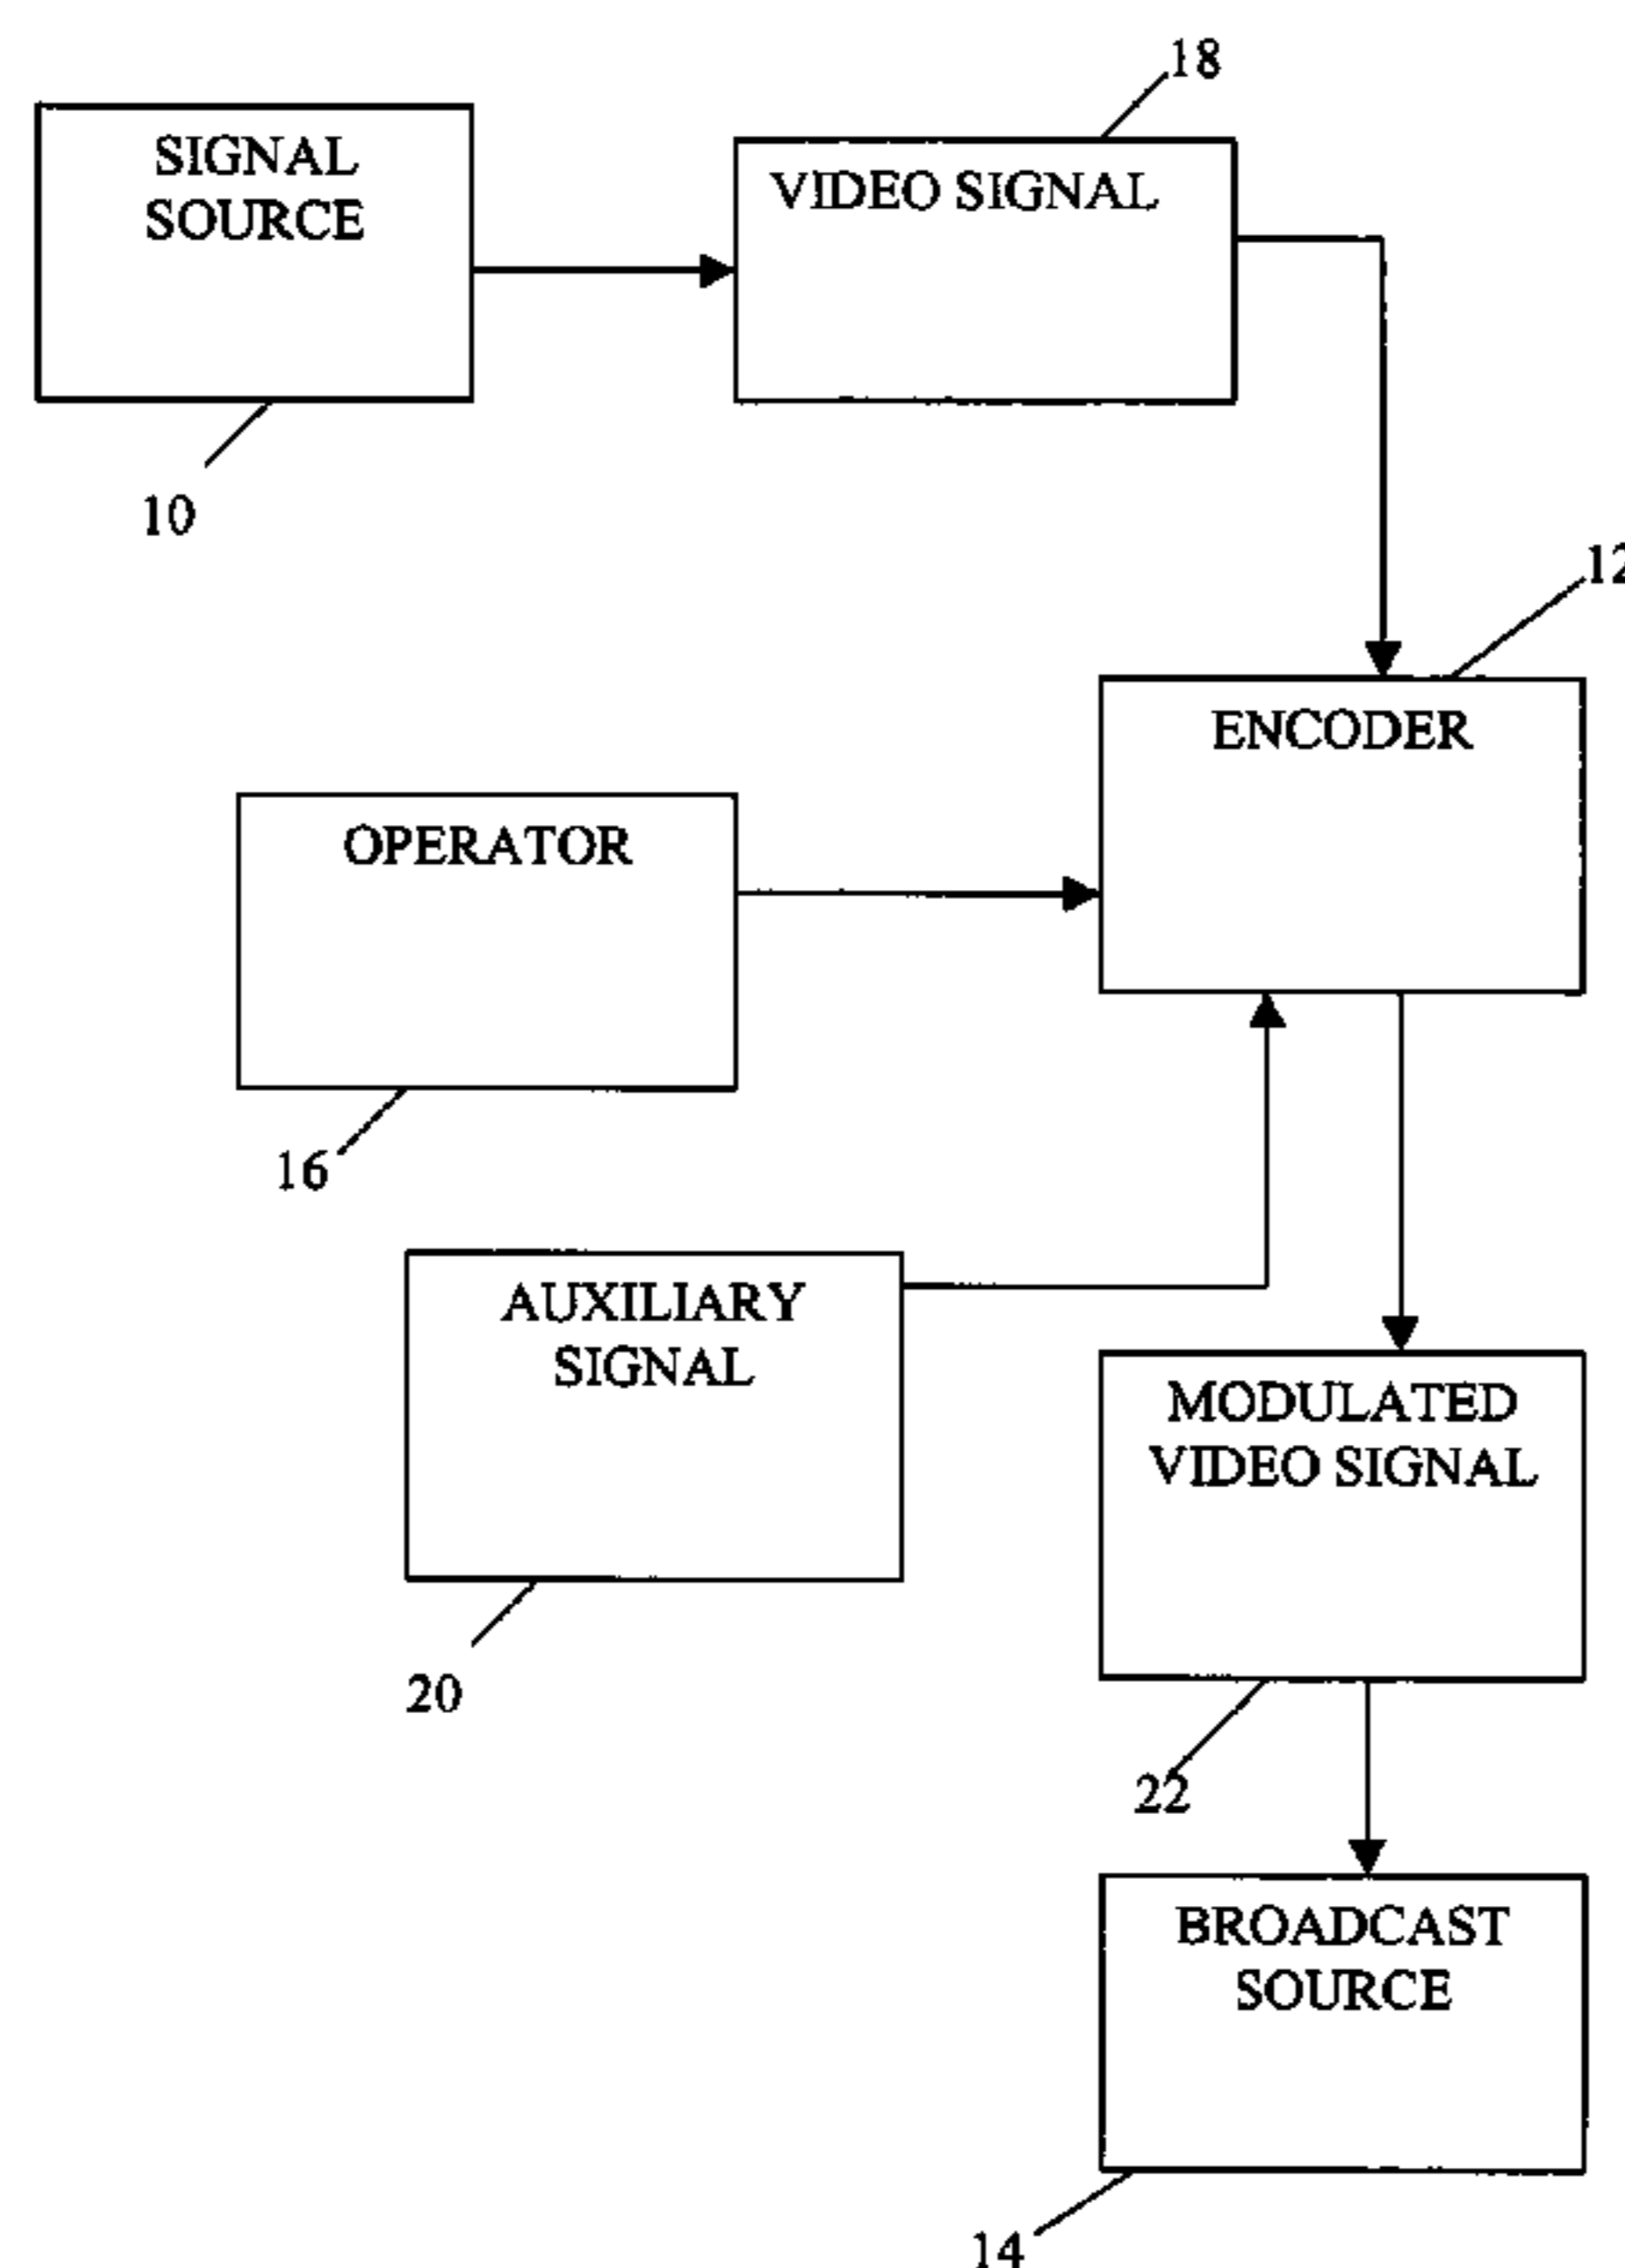 18
SIGNAL
SOURCE
VIDEO SIGNAL
10
12
ENCODER
OPERATOR
16
AUXILIARY
SIGNAL
MODULATED
VIDEO SIGNAL
20
22
BROADCAST
SOURCE
14